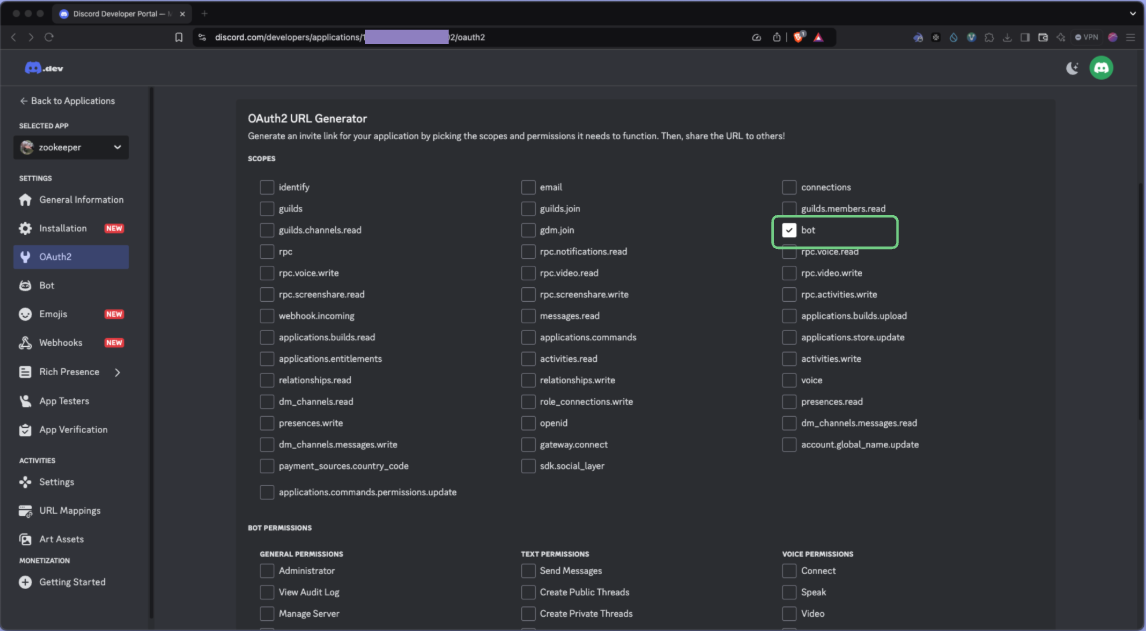 Discord Developer Portal —
discord.com/developers/applications/
2/oauth2
1
VPN
.dev
Back to Applications
SELECTED APP
zookeeper
SETTINGS
General Information
Installation NEW
OAuth2
Bot
Emojis NEW
Webhooks NEW
Rich Presence
App Testers
App Verification
ACTIVITIES
Settings
URL Mappings
Art Assets
MONETIZATION
Getting Started
OAuth2 URL Generator
Generate an invite link for your application by picking the scopes and permissions it needs to function. Then, share the URL to others!
SCOPES
identify email connections
guilds guilds.join guilds.members.read
guilds.channels.read gdm.join bot
rpc rpc.notifications.read rpc.voice.read
rpc.voice.write rpc.video.read rpc.video.write
rpc.screenshare.read rpc.screenshare.write rpc.activities.write
webhook.incoming messages.read applications.builds.upload
applications.builds.read applications.commands applications.store.update
applications.entitlements activities.read activities.write
relationships.read relationships.write voice
dm_channels.read role_connections.write presences.read
presences.write openid dm_channels.messages.read
dm_channels.messages.write gateway.connect account.global_name.update
payment_sources.country_code sdk.social_layer
applications.commands.permissions.update
BOT PERMISSIONS
GENERAL PERMISSIONS TEXT PERMISSIONS VOICE PERMISSIONS
Administrator Send Messages Connect
View Audit Log Create Public Threads Speak
Manage Server Create Private Threads Video